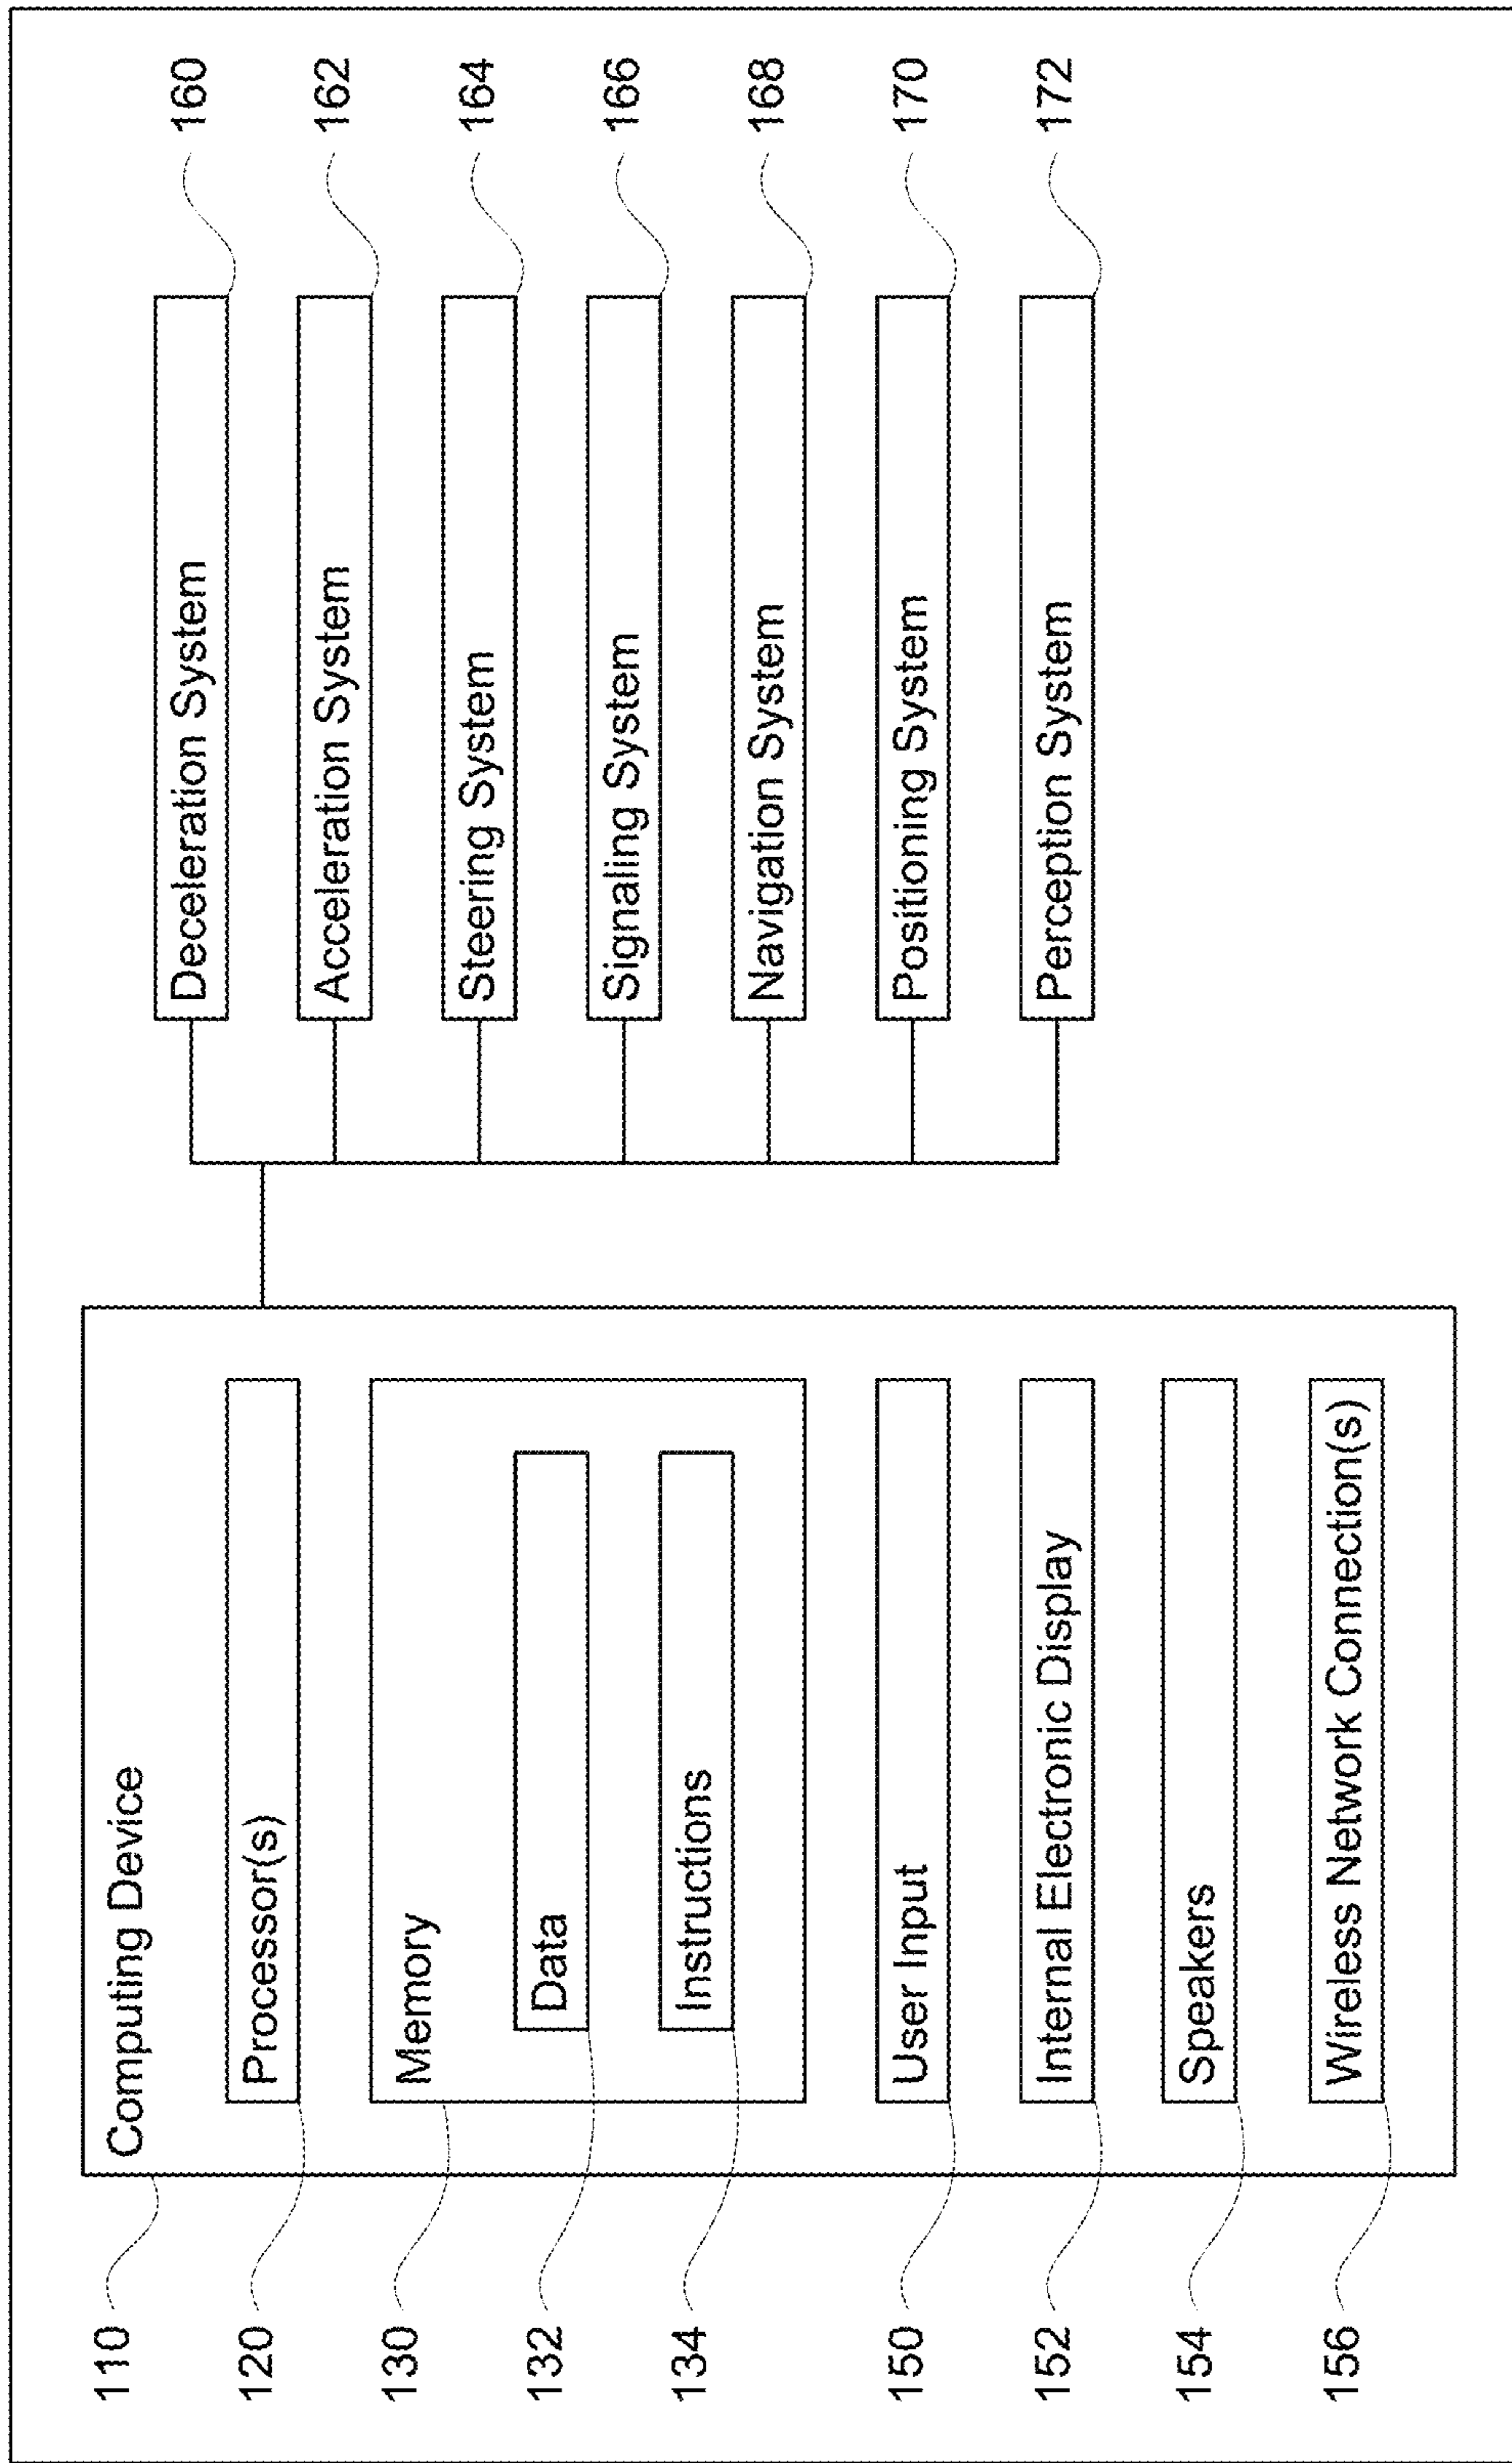 110
Computing Device
120
Processor(s)
130
Memory
132
Data
134
Instructions
150
User Input
152
Internal Electronic Display
154
Speakers
156
Wireless Network Connection(s)
Deceleration System
160
Acceleration System
162
Steering System
164
Signaling System
166
Navigation System
168
Positioning System
170
Perception System
172